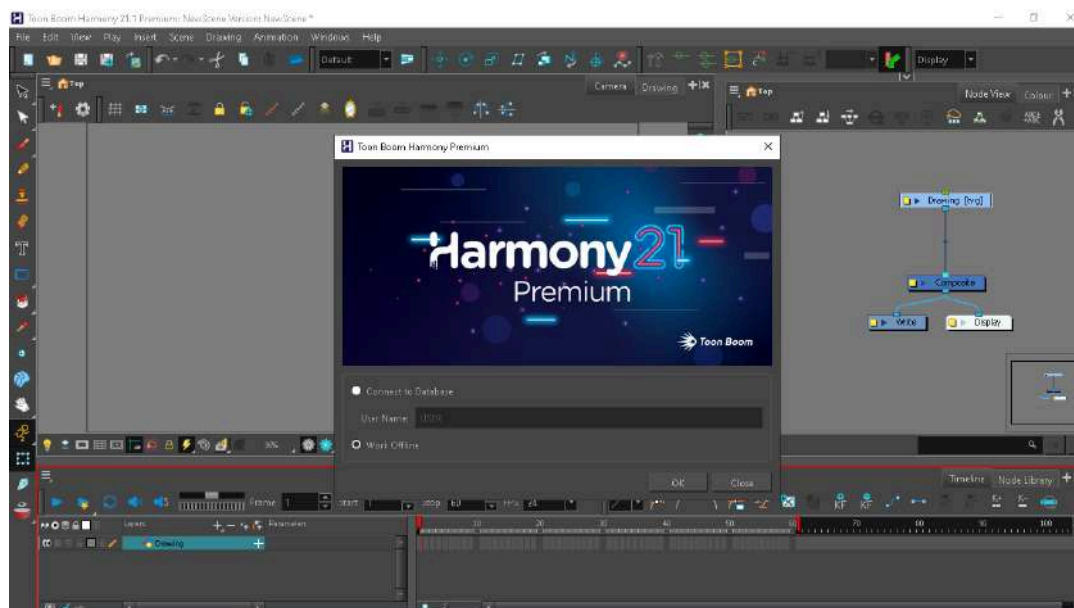 Toon Boom Harmony 21.1 Premium: NewScene Version: NewScene *
File Edit View Play Insert Scene Drawing Animation Windows Help
Default
Display
Top
Camera Drawing
Top
Node View Colour
Toon Boom Harmony Premium
Harmony 21
Premium
Toon Boom
Drawing [tvg]
Composite
Write
Display
Connect to Database
User Name:
Work Offline
OK Close
Timeline Node Library
Frame 1 Start 1 Stop 60 FPS 24
Layers Parameters
10 20 30 40 50 60 70 80 90 100
Drawing